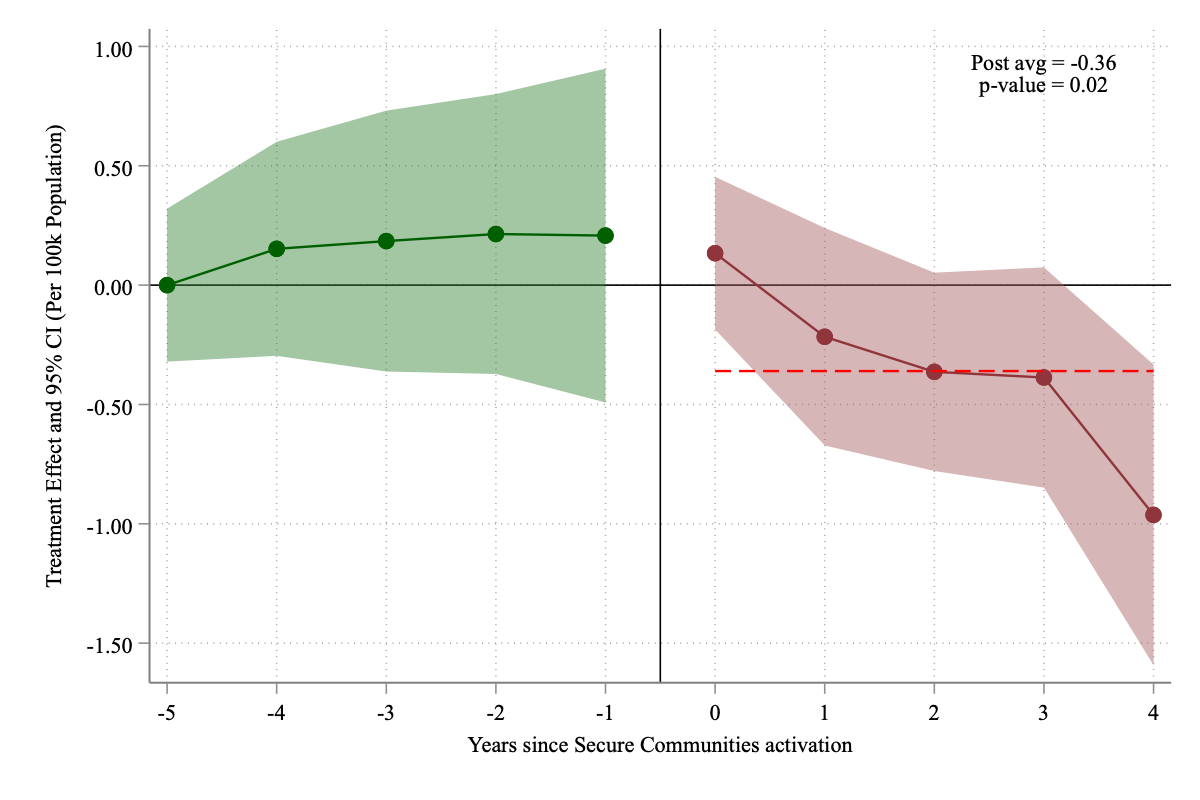 Post avg = -0.36
p-value = 0.02
Treatment Effect and 95% CI (Per 100k Population)
1.00
0.50
0.00
-0.50
-1.00
-1.50
-5 -4 -3 -2 -1 0 1 2 3 4
Years since Secure Communities activation